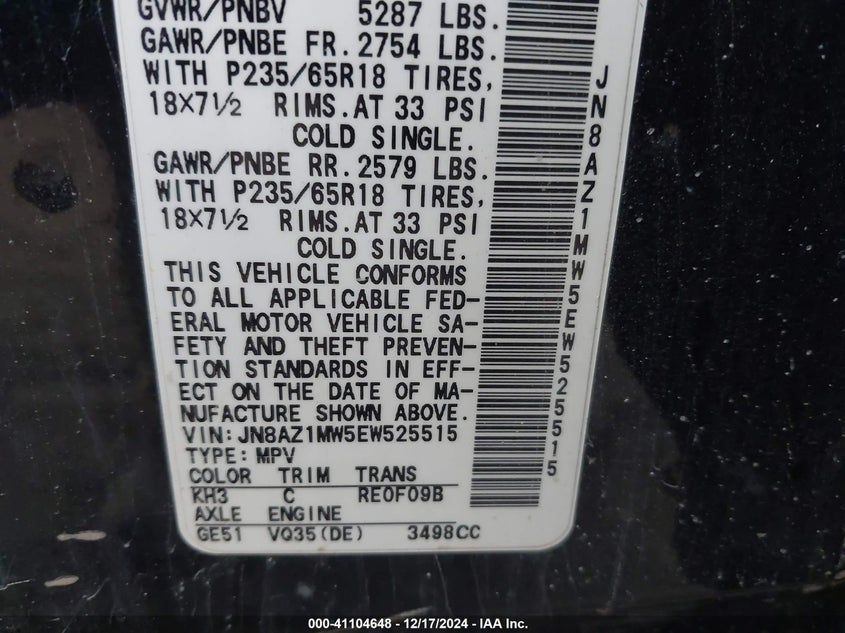 GVWR/PNBV 5287 LBS.
GAWR/PNBE FR. 2754 LBS.
WITH P235/65R18 TIRES,
18X7½ RIMS.AT 33 PSI
COLD SINGLE.
GAWR/PNBE RR. 2579 LBS.
WITH P235/65R18 TIRES,
18X7½ RIMS.AT 33 PSI
COLD SINGLE.
THIS VEHICLE CONFORMS
TO ALL APPLICABLE FED-
ERAL MOTOR VEHICLE SA-
FETY AND THEFT PREVEN-
TION STANDARDS IN EFF-
ECT ON THE DATE OF MA-
NUFACTURE SHOWN ABOVE.
VIN:JN8AZ1MW5EW525515
TYPE:MPV
COLOR TRIM TRANS
KH3 C RE0F09B
AXLE ENGINE
GE51 VQ35(DE) 3498CC
JN8AZ1MW5EW525515
000-41104648 - 12/17/2024 - IAA Inc.